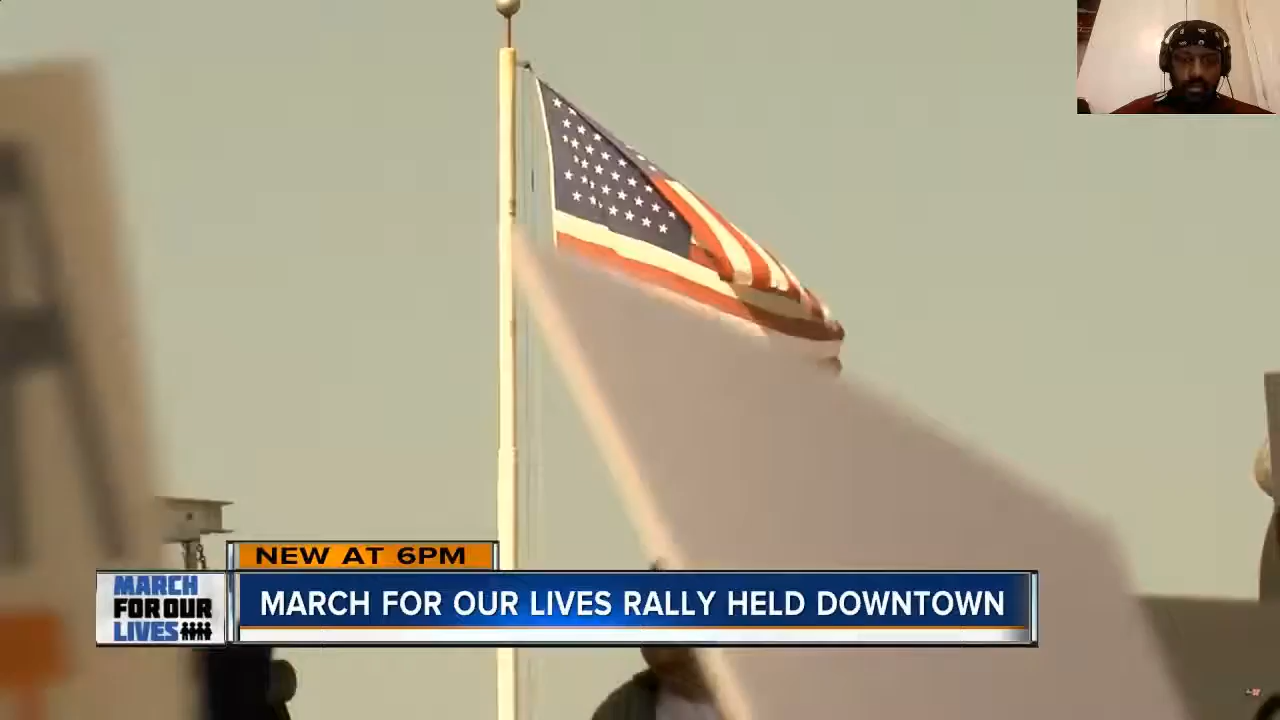 NEW AT 6PM
MARCH
FOR OUR
LIVES
MARCH FOR OUR LIVES RALLY HELD DOWNTOWN